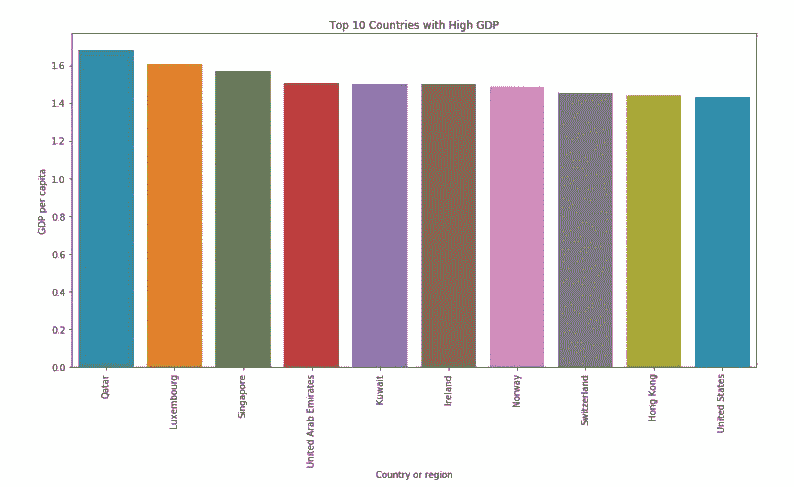 Top 10 Countries with High GDP
GDP per capita
1.6
1.4
1.2
1.0
0.8
0.6
0.4
0.2
0.0
Qatar
Luxembourg
Singapore
United Arab Emirates
Kuwait
Ireland
Norway
Switzerland
Hong Kong
United States
Country or region